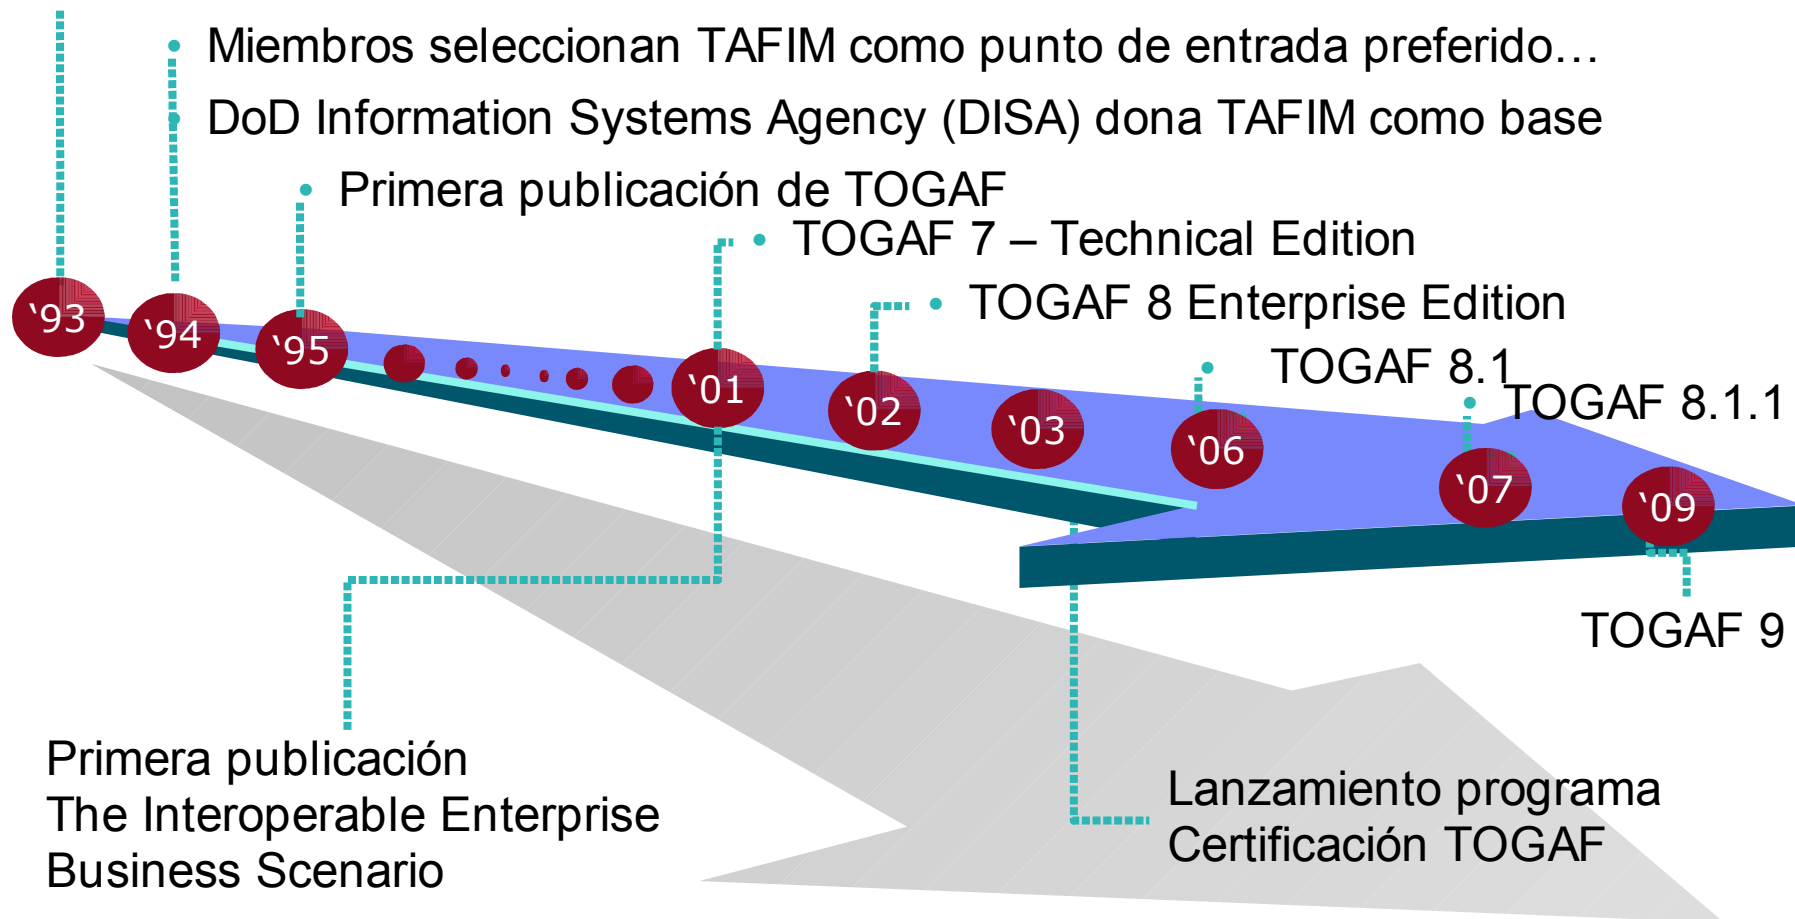 Miembros seleccionan TAFIM como punto de entrada preferido…
DoD Information Systems Agency (DISA) dona TAFIM como base
Primera publicación de TOGAF
TOGAF 7 – Technical Edition
TOGAF 8 Enterprise Edition
TOGAF 8.1
TOGAF 8.1.1
‘93
‘94
‘95
‘01
‘02
‘03
‘06
‘07
‘09
TOGAF 9
Primera publicación
The Interoperable Enterprise
Business Scenario
Lanzamiento programa
Certificación TOGAF